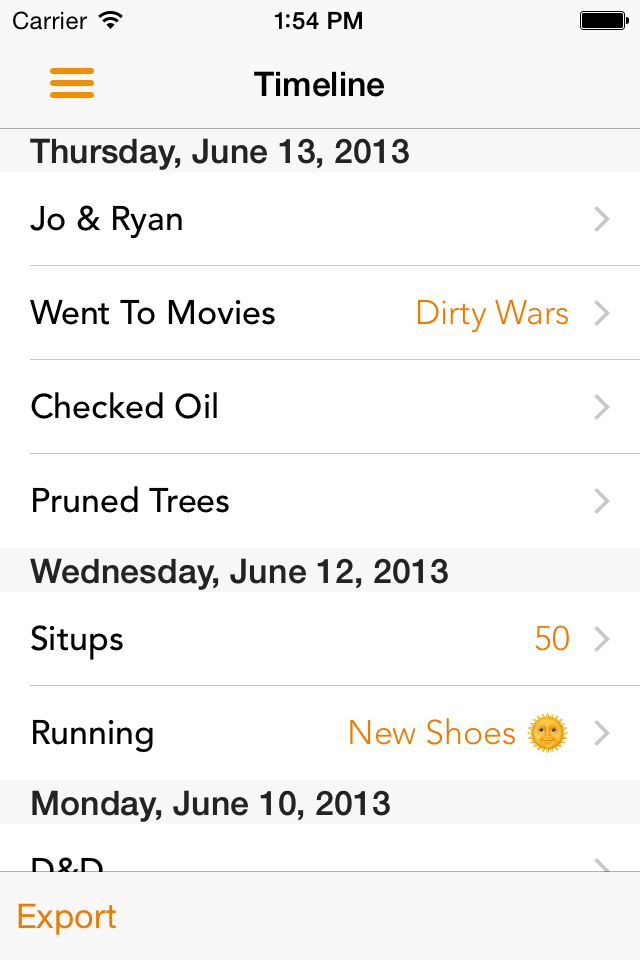 Carrier 1:54 PM
Timeline
Thursday, June 13, 2013
Jo & Ryan
Went To Movies Dirty Wars
Checked Oil
Pruned Trees
Wednesday, June 12, 2013
Situps 50
Running New Shoes 🌞
Monday, June 10, 2013
D&D
Export